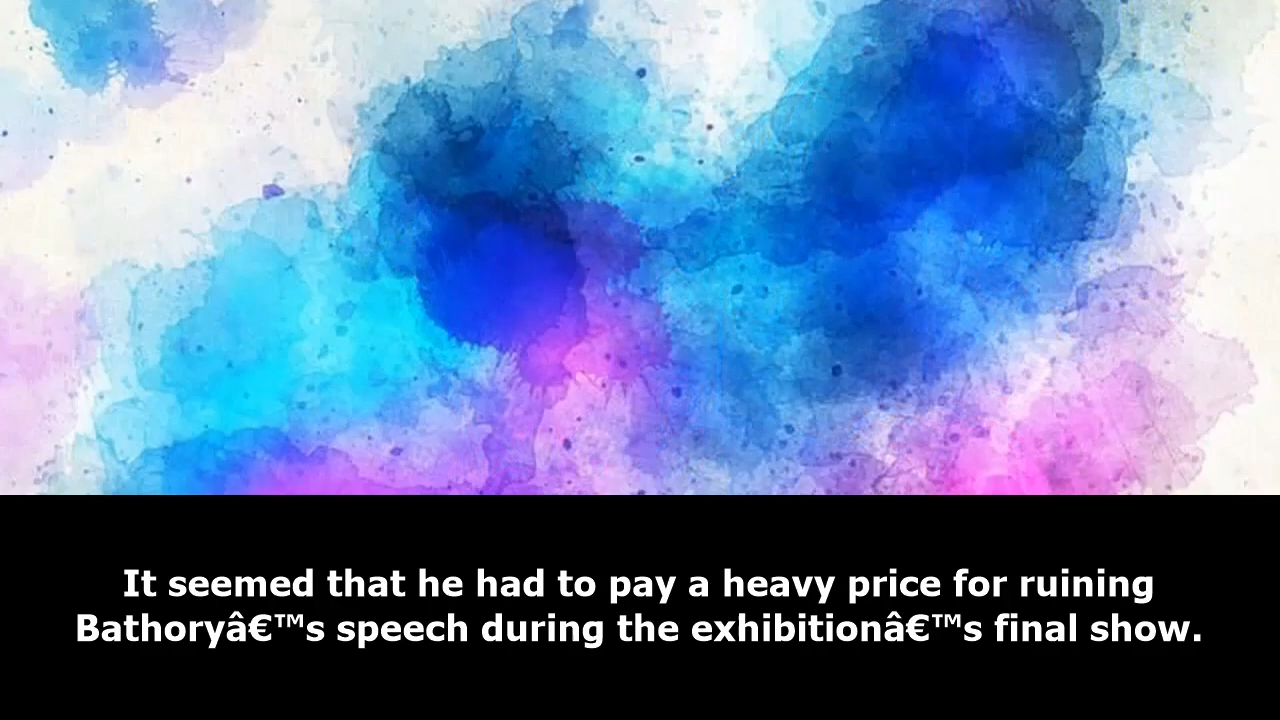 It seemed that he had to pay a heavy price for ruining
Bathoryâ€™s speech during the exhibitionâ€™s final show.